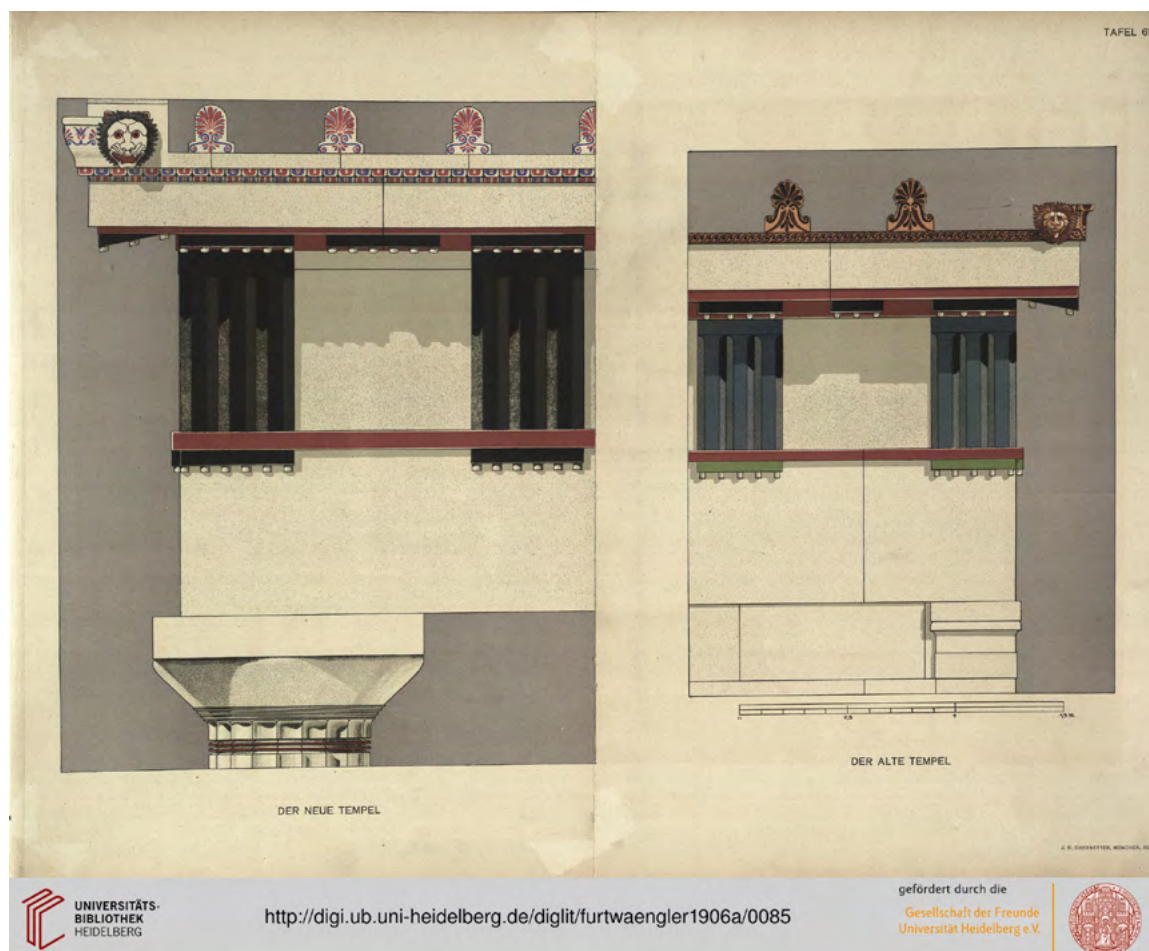 TAFEL
DER NEUE TEMPEL
DER ALTE TEMPEL
UNIVERSITÄTS-
BIBLIOTHEK
HEIDELBERG
http://digi.ub.uni-heidelberg.de/diglit/furtwaengler1906a/0085
gefördert durch die
Gesellschaft der Freunde
Universität Heidelberg e.V.